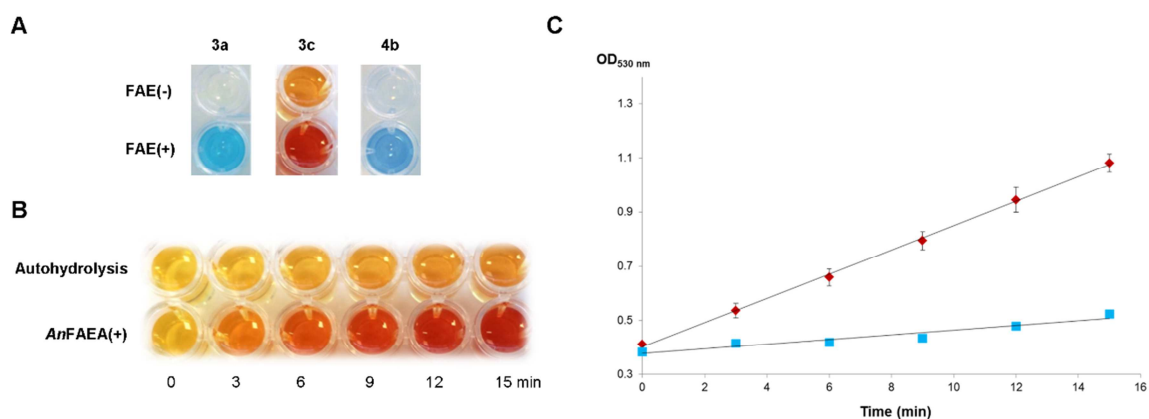 A
3a 3c 4b
FAE(-)
FAE(+)
B
Autohydrolysis
AnFAEA(+)
0 3 6 9 12 15 min
C
OD530 nm
1.3
1.1
0.9
0.7
0.5
0.3
0 2 4 6 8 10 12 14 16
Time (min)